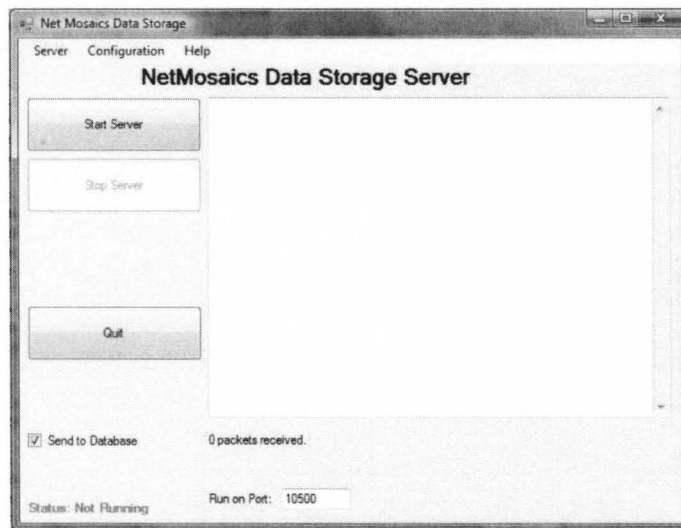 Net Mosaics Data Storage
Server Configuration Help
NetMosaics Data Storage Server
Start Server
Stop Server
Quit
Send to Database
0 packets received.
Status: Not Running
Run on Port: 10500